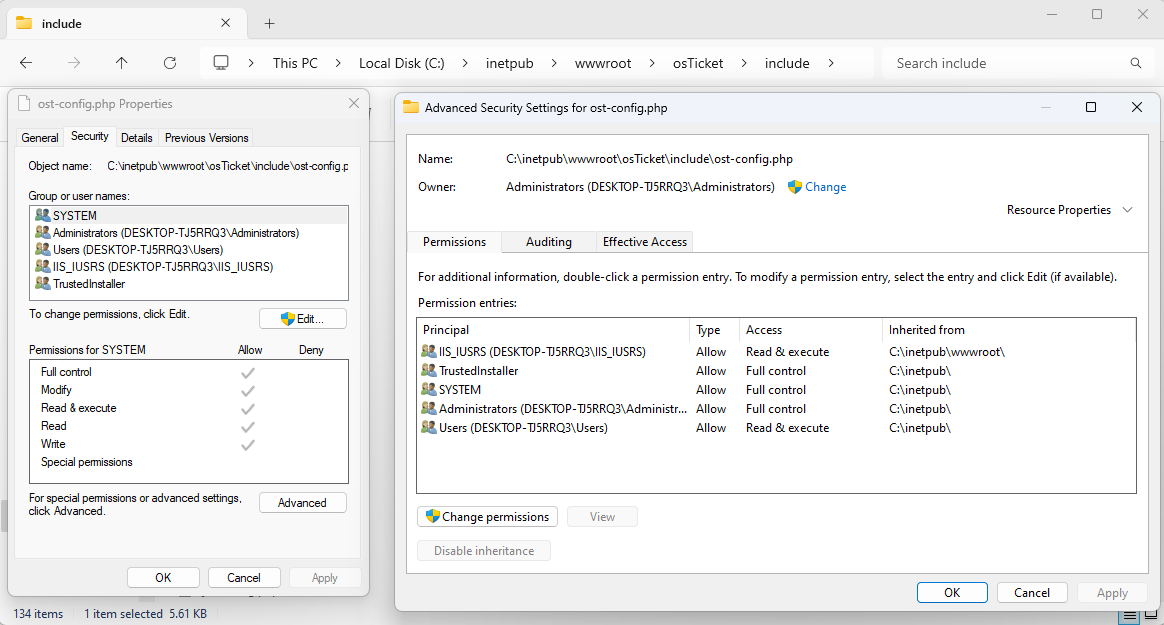 include
This PC
Local Disk (C:)
inetpub
wwwroot
osTicket
include
Search include
ost-config.php Properties
General
Security
Details
Previous Versions
Object name: C:\inetpub\wwwroot\osTicket\include\ost-config.p
Group or user names:
SYSTEM
Administrators (DESKTOP-TJ5RRQ3\Administrators)
Users (DESKTOP-TJ5RRQ3\Users)
IIS_IUSRS (DESKTOP-TJ5RRQ3\IIS_IUSRS)
TrustedInstaller
To change permissions, click Edit.
Edit...
Permissions for SYSTEM Allow Deny
Full control
Modify
Read & execute
Read
Write
Special permissions
For special permissions or advanced settings,
click Advanced.
Advanced
OK
Cancel
Apply
134 items 1 item selected 5.61 KB
Advanced Security Settings for ost-config.php
Name: C:\inetpub\wwwroot\osTicket\include\ost-config.php
Owner: Administrators (DESKTOP-TJ5RRQ3\Administrators) Change
Resource Properties
Permissions
Auditing
Effective Access
For additional information, double-click a permission entry. To modify a permission entry, select the entry and click Edit (if available).
Permission entries:
Principal Type Access Inherited from
IIS_IUSRS (DESKTOP-TJ5RRQ3\IIS_IUSRS) Allow Read & execute C:\inetpub\wwwroot\
TrustedInstaller Allow Full control C:\inetpub\
SYSTEM Allow Full control C:\inetpub\
Administrators (DESKTOP-TJ5RRQ3\Administr... Allow Full control C:\inetpub\
Users (DESKTOP-TJ5RRQ3\Users) Allow Read & execute C:\inetpub\
Change permissions
View
Disable inheritance
OK
Cancel
Apply